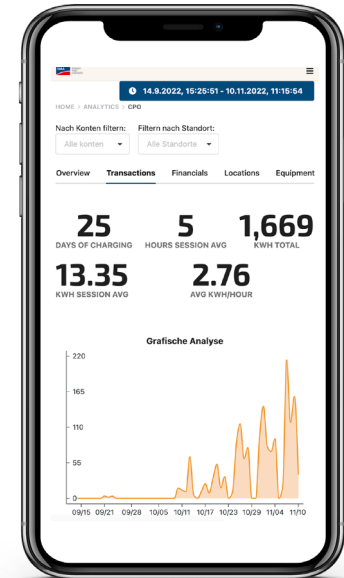 SMA
14.9.2022, 15:25:51 - 10.11.2022, 11:15:54
HOME > ANALYTICS > CPO
Nach Konten filtern: Filtern nach Standort:
Alle konten Alle Standorte
Overview Transactions Financials Locations Equipment
25 5 1,669
DAYS OF CHARGING HOURS SESSION AVG KWH TOTAL
13.35 2.76
KWH SESSION AVG AVG KWH/HOUR
Grafische Analyse
220
165
110
55
0
09/15 09/21 09/28 10/05 10/11 10/17 10/23 10/29 11/04 11/10